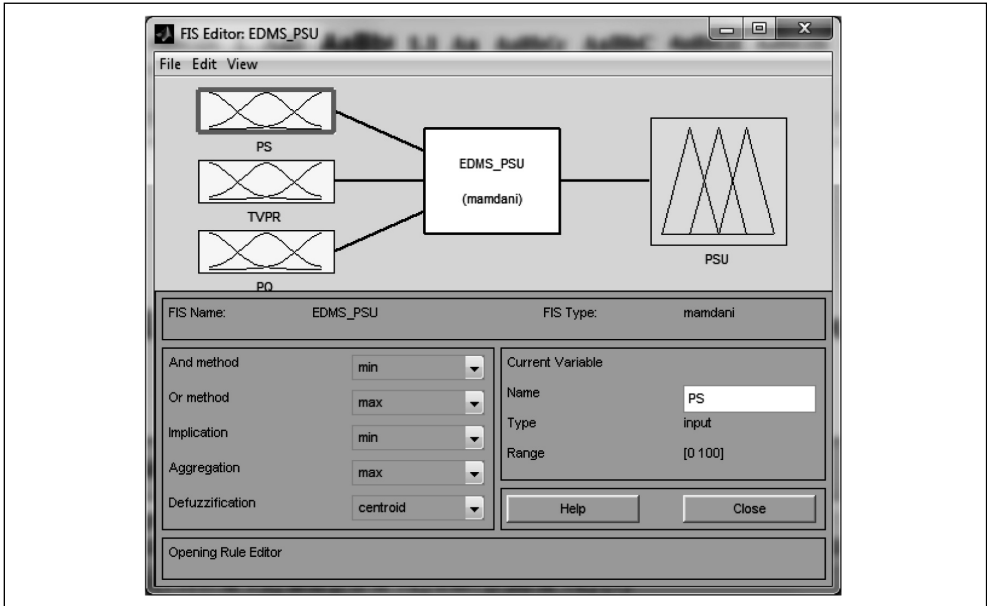 FIS Editor: EDMS_PSU
File Edit View
PS
TVPR
PQ
EDMS_PSU
(mamdani)
PSU
FIS Name: EDMS_PSU FIS Type: mamdani
And method min
Or method max
Implication min
Aggregation max
Defuzzification centroid
Current Variable
Name PS
Type input
Range [0 100]
Help Close
Opening Rule Editor